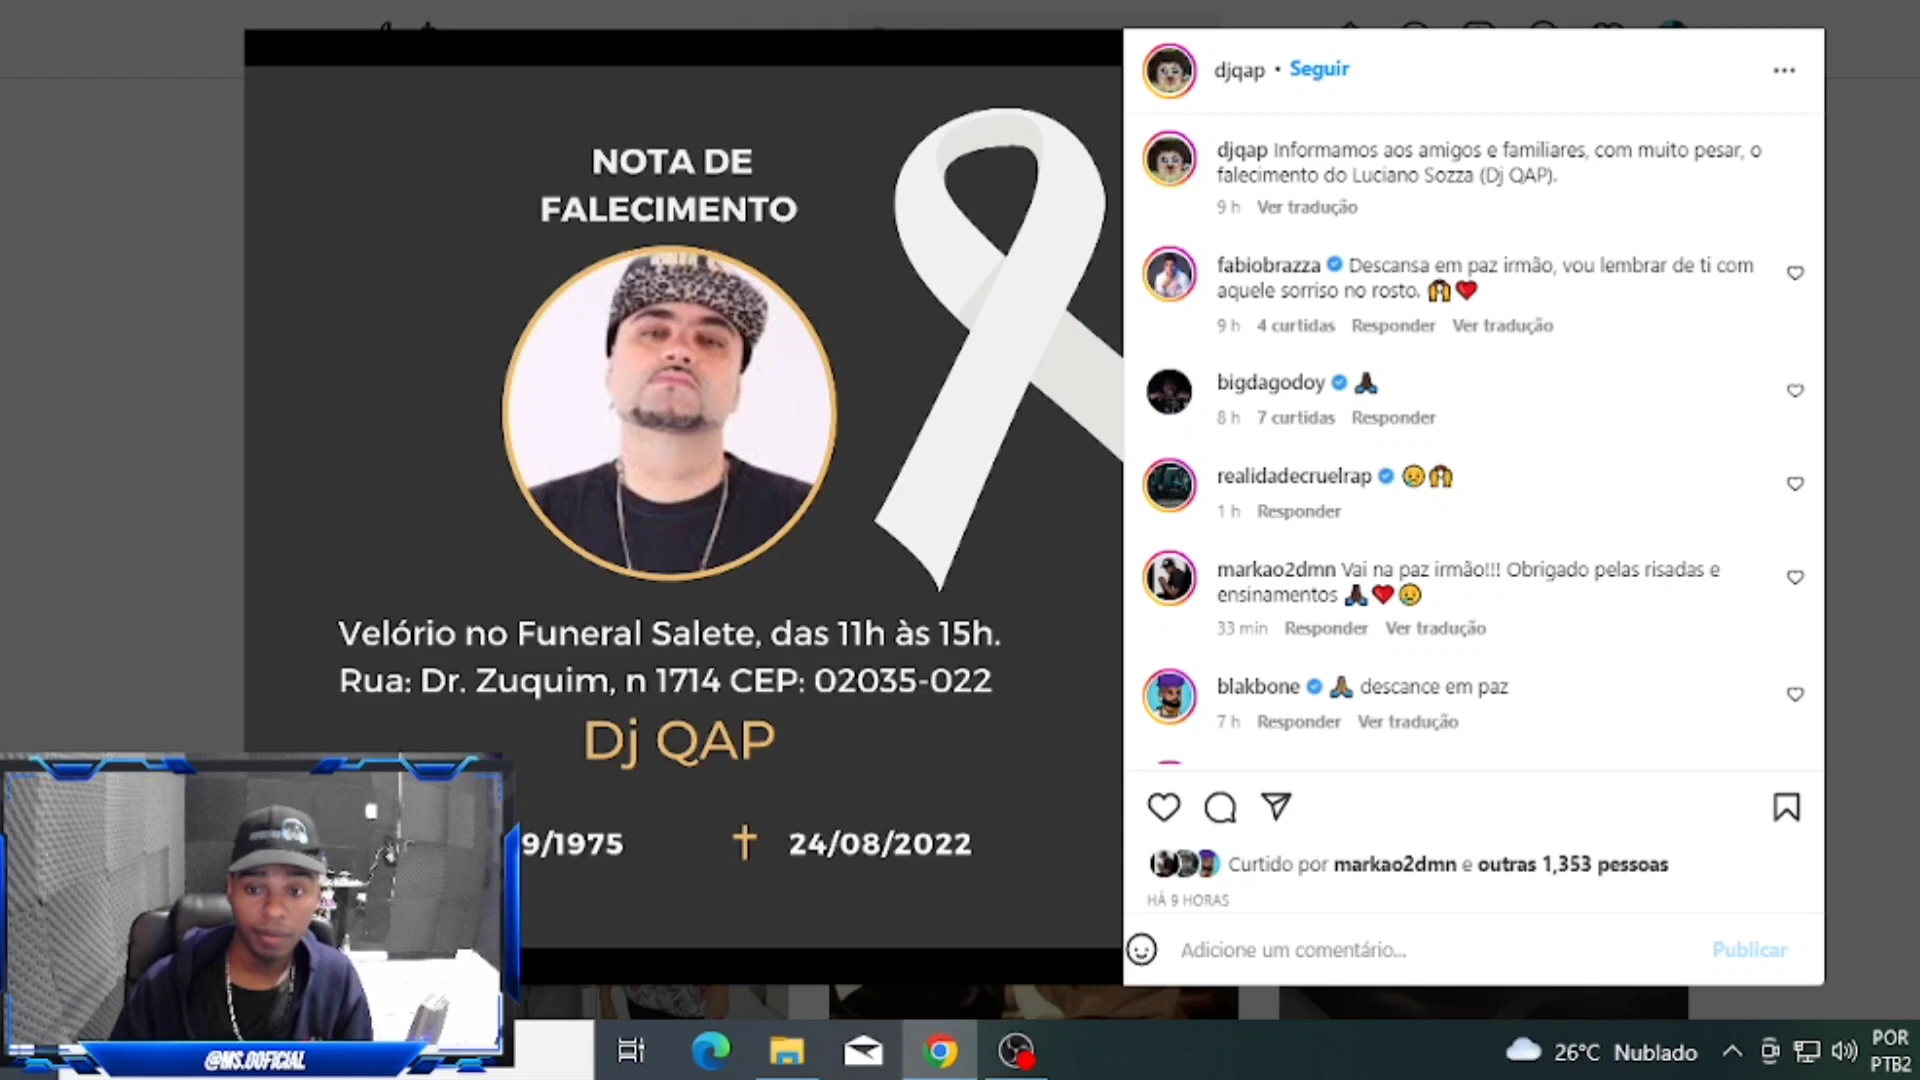 NOTA DE
FALECIMENTO
Velório no Funeral Salete, das 11h às 15h.
Rua: Dr. Zuquim, n 1714 CEP: 02035-022
Dj QAP
9/1975
24/08/2022
@MS.OOFICIAL
djqap • Seguir
djqap Informamos aos amigos e familiares, com muito pesar, o
falecimento do Luciano Sozza (Dj QAP).
9 h Ver tradução
fabiobrazza Descansa em paz irmão, vou lembrar de ti com
aquele sorriso no rosto. 🙌❤️
9 h 4 curtidas Responder Ver tradução
bigdagodoy 🙏🏿
8 h 7 curtidas Responder
realidadecruelrap 😢🙌
1 h Responder
markao2dmn Vai na paz irmão!!! Obrigado pelas risadas e
ensinamentos 🙏🏿❤️😢
33 min Responder Ver tradução
blakbone 🙏🏽 descance em paz
7 h Responder Ver tradução
Curtido por markao2dmn e outras 1,353 pessoas
HÁ 9 HORAS
Adicione um comentário... Publicar
26°C Nublado
POR
PTB2